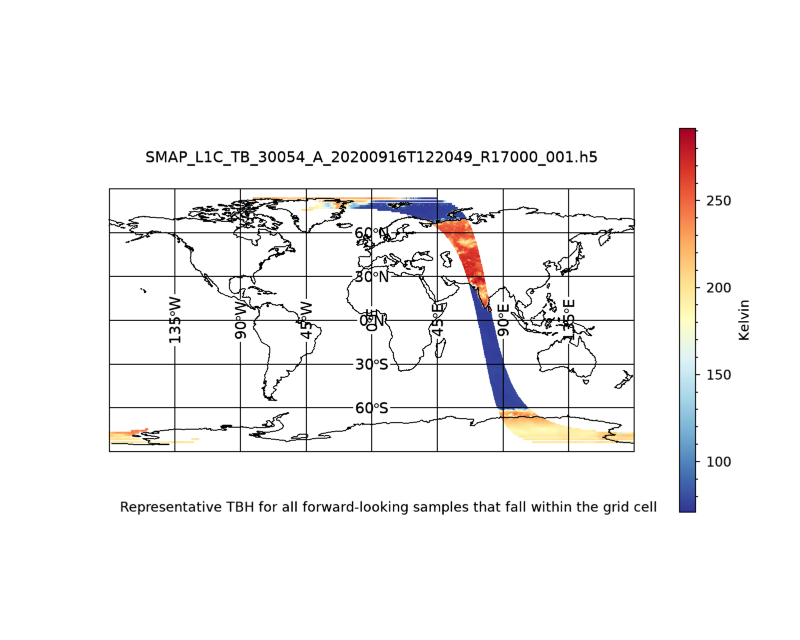 SMAP_L1C_TB_30054_A_20200916T122049_R17000_001.h5
60°N
30°N
0°N
30°S
60°S
135°W
90°W
45°W
0°E
45°E
90°E
135°E
250
200
150
100
Kelvin
Representative TBH for all forward-looking samples that fall within the grid cell